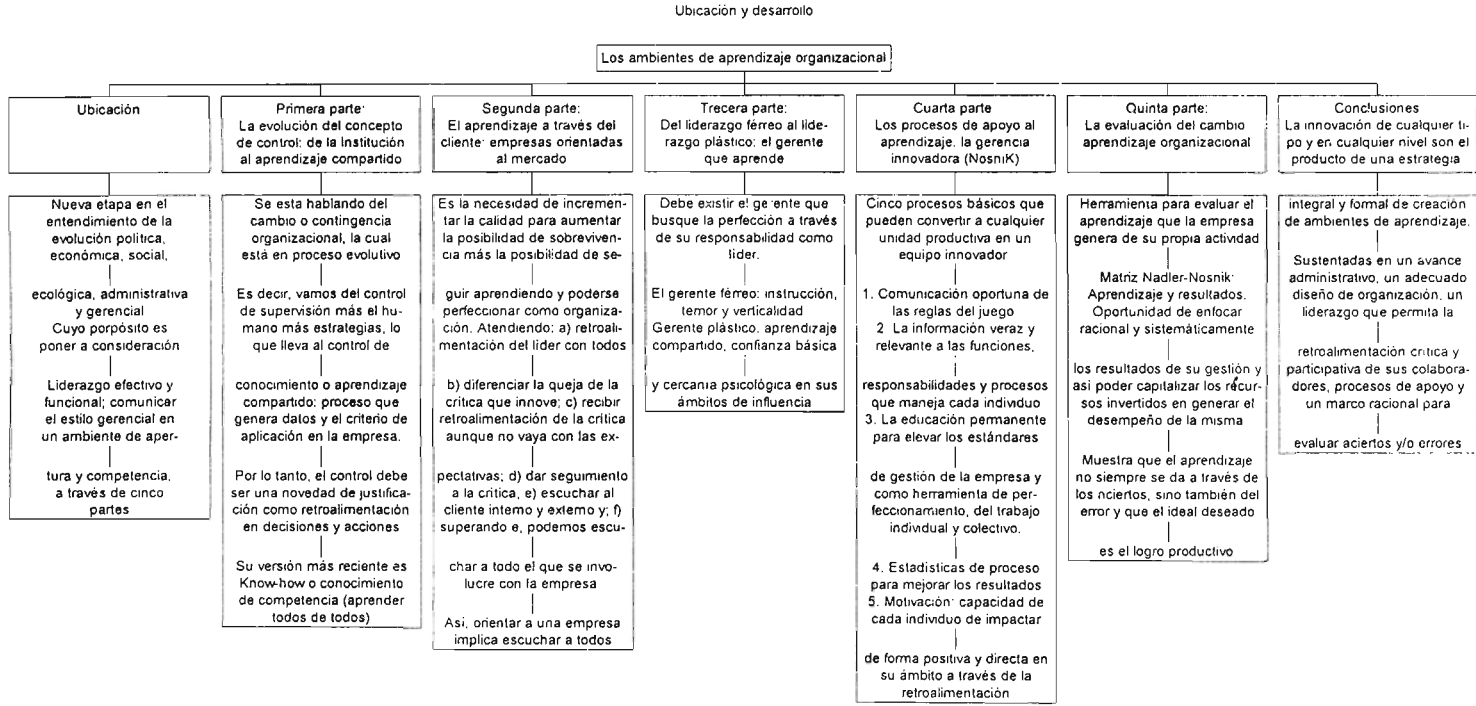 Ubicación y desarrollo
Los ambientes de aprendizaje organizacional
Ubicación
Nueva etapa en el
entendimiento de la
evolución política,
económica, social,
ecológica, administrativa
y gerencial
Cuyo porpósito es
poner a consideración
Liderazgo efectivo y
funcional; comunicar
el estilo gerencial en
un ambiente de aper-
tura y competencia,
a través de cinco
partes
Primera parte:
La evolución del concepto
de control: de la Institución
al aprendizaje compartido
Se esta hablando del
cambio o contingencia
organizacional, la cual
está en proceso evolutivo
Es decir, vamos del control
de supervisión más el hu-
mano más estrategias, lo
que lleva al control de
conocimiento o aprendizaje
compartido: proceso que
genera datos y el criterio de
aplicación en la empresa.
Por lo tanto, el control debe
ser una novedad de justifica-
ción como retroalimentación
en decisiones y acciones
Su versión más reciente es
Know-how o conocimiento
de competencia (aprender
todos de todos)
Segunda parte:
El aprendizaje a través del
cliente: empresas orientadas
al mercado
Es la necesidad de incremen-
tar la calidad para aumentar
la posibilidad de sobreviven-
cia más la posibilidad de se-
guir aprendiendo y poderse
perfeccionar como organiza-
ción. Atendiendo: a) retroali-
mentación del líder con todos
b) diferenciar la queja de la
crítica que innove; c) recibir
retroalimentación de la crítica
aunque no vaya con las ex-
pectativas; d) dar seguimiento
a la crítica, e) escuchar al
cliente interno y externo y; f)
superando e, podemos escu-
char a todo el que se invo-
lucre con la empresa
Asi, orientar a una empresa
implica escuchar a todos
Trecera parte:
Del liderazgo férreo al lide-
razgo plástico: el gerente
que aprende
Debe existir el gerente que
busque la perfección a través
de su responsabilidad como
líder.
El gerente férreo: instrucción,
temor y verticalidad
Gerente plástico. aprendizaje
compartido, confianza básica
y cercanía psicológica en sus
ámbitos de influencia
Cuarta parte
Los procesos de apoyo al
aprendizaje. la gerencia
innovadora (NosniK)
Cinco procesos básicos que
pueden convertir a cualquier
unidad productiva en un
equipo innovador
1. Comunicación oportuna de
las reglas del juego
2 La información veraz y
relevante a las funciones,
responsabilidades y procesos
que maneja cada individuo
3. La educación permanente
para elevar los estándares
de gestión de la empresa y
como herramienta de per-
feccionamiento, del trabajo
individual y colectivo.
4. Estadísticas de proceso
para mejorar los resultados
5. Motivación: capacidad de
cada individuo de impactar
de forma positiva y directa en
su ámbito a través de la
retroalimentación
Quinta parte:
La evaluación del cambio
aprendizaje organizacional
Herramienta para evaluar el
aprendizaje que la empresa
genera de su propia actividad
Matriz Nadler-Nosnik:
Aprendizaje y resultados.
Oportunidad de enfocar
racional y sistemáticamente
los resultados de su gestión y
asi poder capitalizar los recur-
sos invertidos en generar el
desempeño de la misma
Muestra que el aprendizaje
no siempre se da a través de
los nciertos, sino también del
error y que el ideal deseado
es el logro productivo
Conclusiones
La innovación de cualquier ti-
po y en cualquier nivel son el
producto de una estrategia
integral y formal de creación
de ambientes de aprendizaje.
Sustentadas en un avance
administrativo, un adecuado
diseño de organización, un
liderazgo que permita la
retroalimentación crítica y
participativa de sus colabora-
dores, procesos de apoyo y
un marco racional para
evaluar aciertos y/o errores